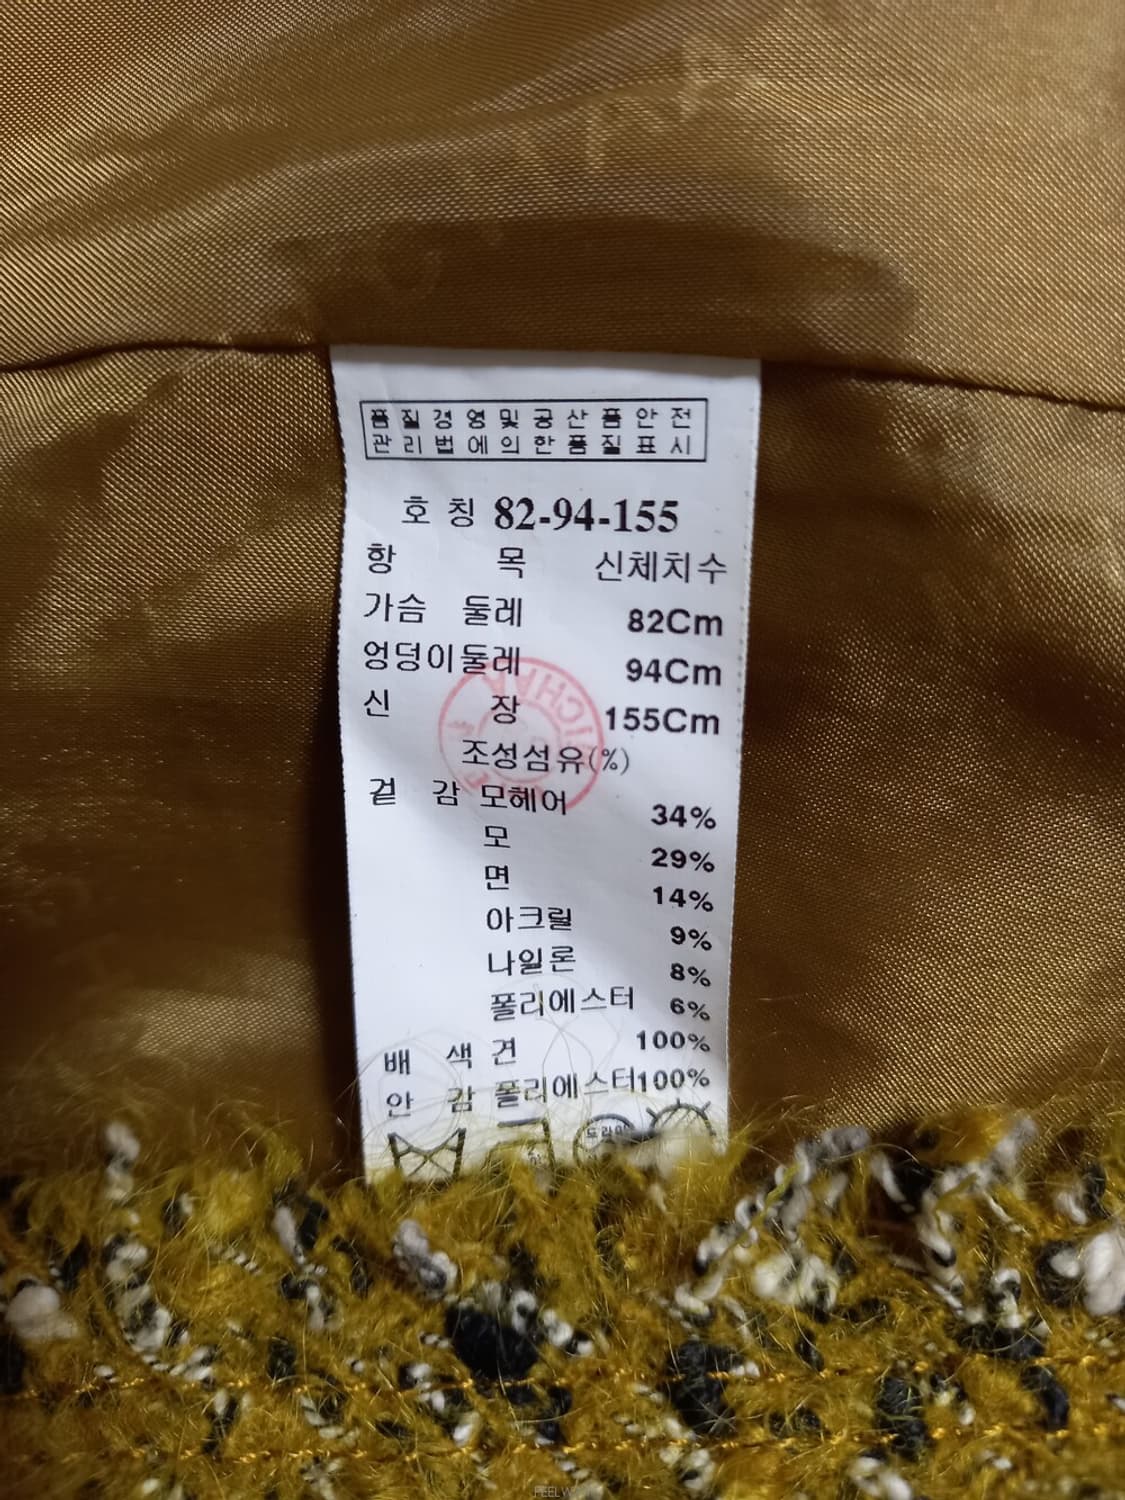 품질경영및공산품안전
관리법에의한품질표시
호칭 82-94-155
항 목 신체치수
가슴 둘레 82Cm
엉덩이둘레 94Cm
신 장 155Cm
조성섬유(%)
겉 감 모헤어 34%
모 29%
면 14%
아크릴 9%
나일론 8%
폴리에스터 6%
배 색 견 100%
안 감 폴리에스터100%